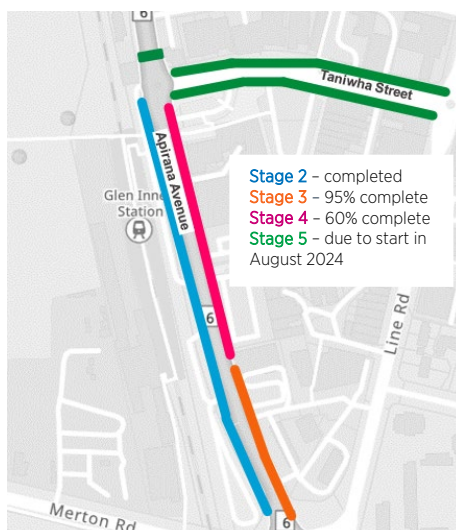 6
Taniwha Street
Apirana Avenue
Glen Inne
Station
Stage 2 – completed
Stage 3 – 95% complete
Stage 4 – 60% complete
Stage 5 – due to start in
August 2024
6
Line Rd
Merton Rd
6